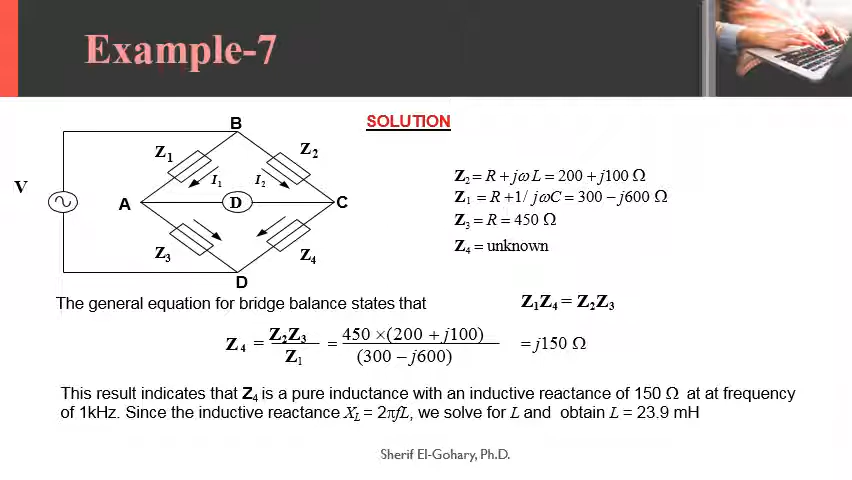 Example-7
SOLUTION
B
Z1
Z2
I1
I2
V
A
D
C
Z3
Z4
D
Z2 = R + jωL = 200 + j100 Ω
Z1 = R +1/ jωC = 300 − j600 Ω
Z3 = R = 450 Ω
Z4 = unknown
The general equation for bridge balance states that
Z1Z4 = Z2Z3
Z4 = Z2Z3 / Z1 = 450 ×(200 + j100) / (300 − j600) = j150 Ω
This result indicates that Z4 is a pure inductance with an inductive reactance of 150 Ω at at frequency
of 1kHz. Since the inductive reactance XL = 2πfL, we solve for L and obtain L = 23.9 mH
Sherif El-Gohary, Ph.D.